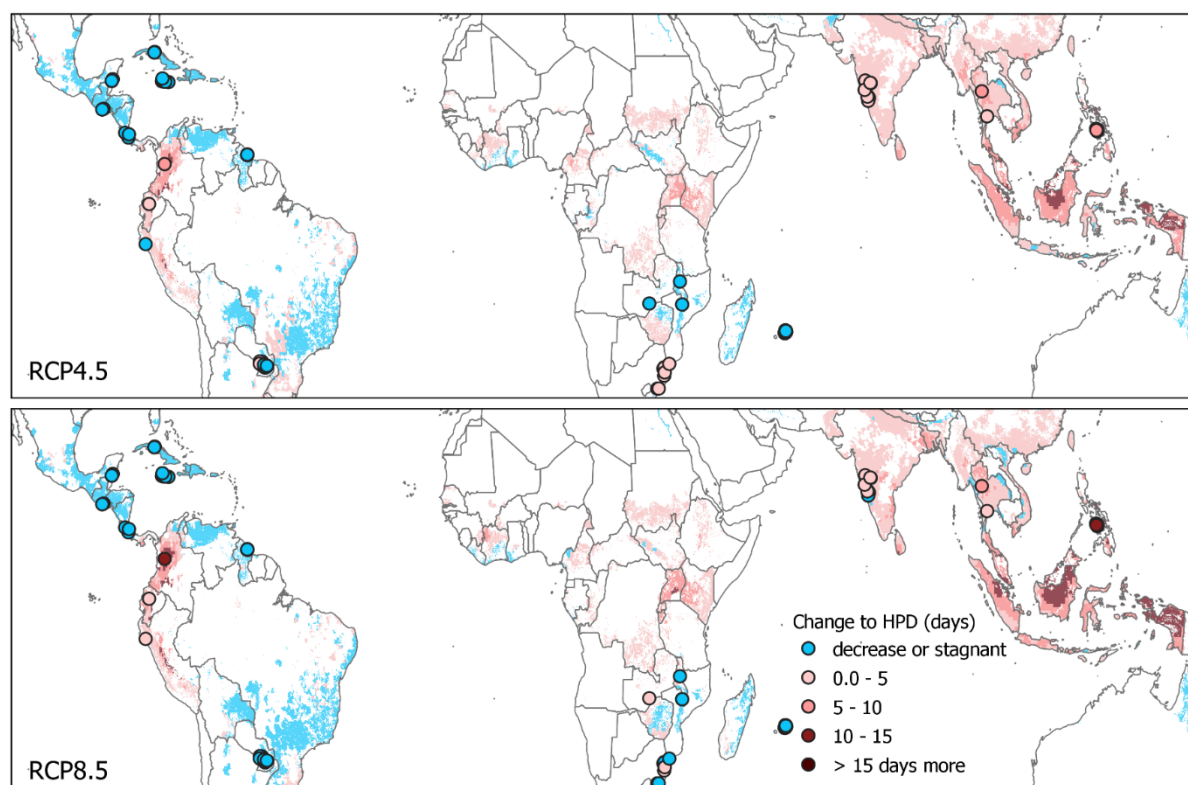 RCP4.5
RCP8.5
Change to HPD (days)
decrease or stagnant
0.0 - 5
5 - 10
10 - 15
> 15 days more